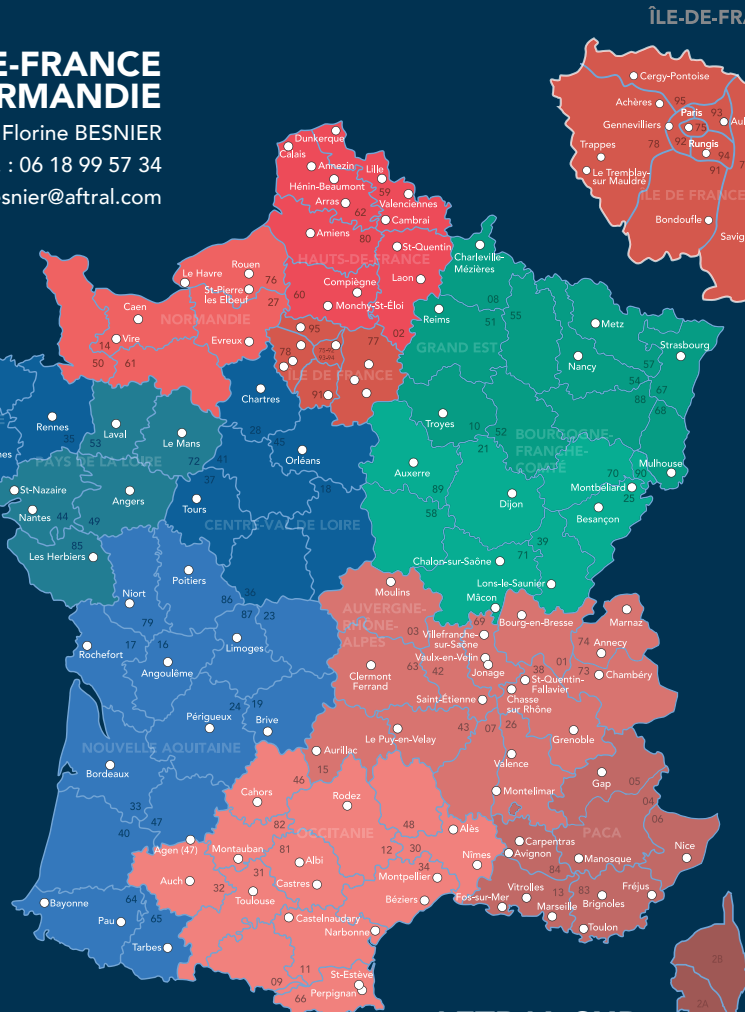 ÎLE-DE-FRA
E-FRANCE
RMANDIE
Florine BESNIER
: 06 18 99 57 34
esnier@aftral.com
Cergy-Pontoise
Achères
95
Paris
93
Aul
Gennevilliers
75
92
Rungis
78
94
Trappes
91
Le Tremblay-
sur Mauldre
ÎLE DE FRANCE
Bondoufle
Savig
Dunkerque
Calais
Annezin
Lille
Hénin-Beaumont
59
Valenciennes
Arras
62
Cambrai
Amiens
80
St-Quentin
HAUTS-DE-FRANCE
Charleville-
Mézières
Laon
Compiègne
60
Monchy-St-Éloi
02
Le Havre
Rouen
76
St-Pierre
les Elbeuf
27
Caen
NORMANDIE
14
Vire
Evreux
50
61
95
77
78
75-92
93-94
ÎLE DE FRANCE
91
08
Reims
51
55
Metz
GRAND EST
Strasbourg
Nancy
57
54
67
88
68
Troyes
10
52
Chartres
28
45
Rennes
35
Laval
53
Le Mans
72
41
Orléans
PAYS DE LA LOIRE
St-Nazaire
Angers
37
18
Tours
Nantes
44
49
CENTRE-VAL DE LOIRE
85
Les Herbiers
36
21
BOURGOGNE-
FRANCHE-
COMTÉ
Auxerre
89
58
Dijon
70
90
Mulhouse
Montbéliard
25
Besançon
39
Chalon-sur-Saône
71
Lons-le-Saunier
Mâcon
Niort
Poitiers
86
79
87
23
17
16
Limoges
Rochefort
Angoulême
24
19
Périgueux
Brive
NOUVELLE AQUITAINE
Bordeaux
33
47
40
Agen (47)
64
Bayonne
Pau
65
Tarbes
Moulins
AUVERGNE-
RHÔNE-
ALPES
03
69
Bourg-en-Bresse
Marnaz
Villefranche-
sur-Saône
74
Annecy
Vaulx-en-Velin
01
63
42
Jonage
38
73
Chambéry
Clermont
Ferrand
St-Quentin-
Fallavier
Saint-Étienne
Chasse
sur Rhône
43
07
26
Le Puy-en-Velay
Grenoble
Aurillac
15
Valence
Montelimar
Gap
05
04
06
46
Cahors
Rodez
82
OCCITANIE
48
Alès
Montauban
81
Albi
12
30
Nîmes
34
Auch
32
31
Castres
Toulouse
Montpellier
Béziers
Castelnaudary
Narbonne
11
09
St-Estève
Perpignan
66
PACA
Carpentras
Avignon
Manosque
Nice
84
Vitrolles
13
83
Fréjus
Fos-sur-Mer
Brignoles
Marseille
Toulon
2B
2A